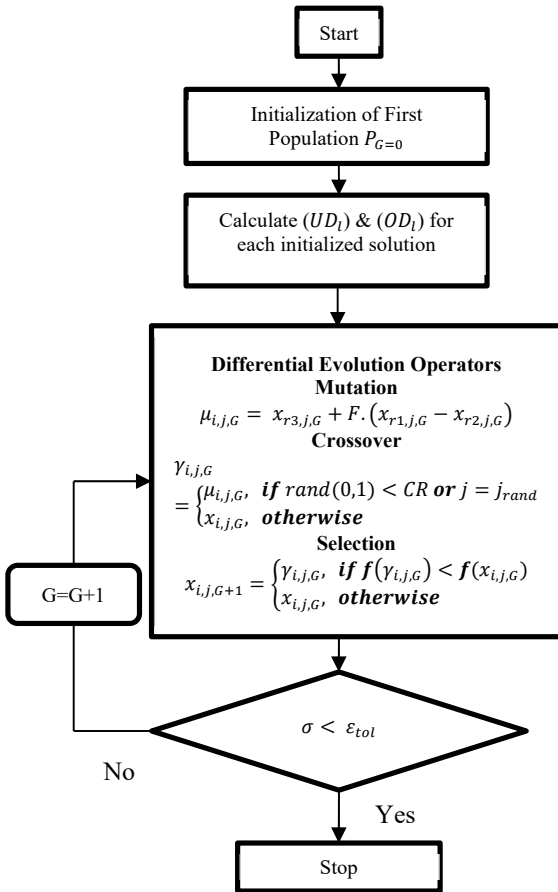 Start
Initialization of First
Population P_{G=0}
Calculate (UD_l) & (OD_l) for
each initialized solution
Differential Evolution Operators
Mutation
μ_{i,j,G} = x_{r3,j,G} + F.(x_{r1,j,G} − x_{r2,j,G})
Crossover
γ_{i,j,G}
= {μ_{i,j,G}, if rand(0,1) < CR or j = j_{rand}
x_{i,j,G}, otherwise
Selection
x_{i,j,G+1} = {γ_{i,j,G}, if f(γ_{i,j,G}) < f(x_{i,j,G})
x_{i,j,G}, otherwise
G=G+1
σ < ε_{tol}
No
Yes
Stop